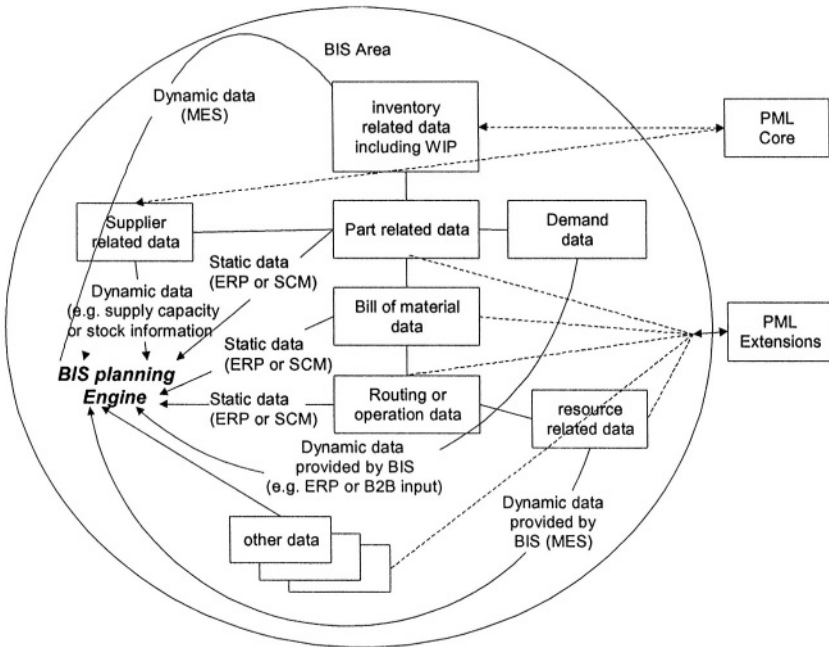 BIS Area
Dynamic data
(MES)
inventory
related data
including WIP
PML
Core
Supplier
related data
Part related data
Demand
data
Static data
(ERP or SCM)
Dynamic data
(e.g. supply capacity
or stock information
Bill of material
data
PML
Extensions
Static data
(ERP or SCM)
BIS planning
Engine
Static data
(ERP or SCM)
Routing or
operation data
resource
related data
Dynamic data
provided by BIS
(e.g. ERP or B2B input)
other data
Dynamic data
provided by
BIS (MES)